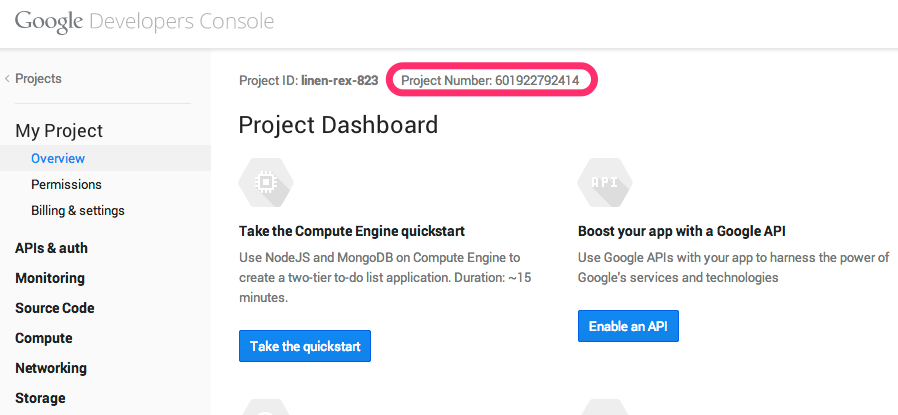 Google Developers Console
Projects
Project ID: linen-rex-823 Project Number: 601922792414
My Project
Overview
Permissions
Billing & settings
APIs & auth
Monitoring
Source Code
Compute
Networking
Storage
Project Dashboard
API
Take the Compute Engine quickstart
Use NodeJS and MongoDB on Compute Engine to
create a two-tier to-do list application. Duration: ~15
minutes.
Take the quickstart
Boost your app with a Google API
Use Google APIs with your app to harness the power of
Google's services and technologies
Enable an API